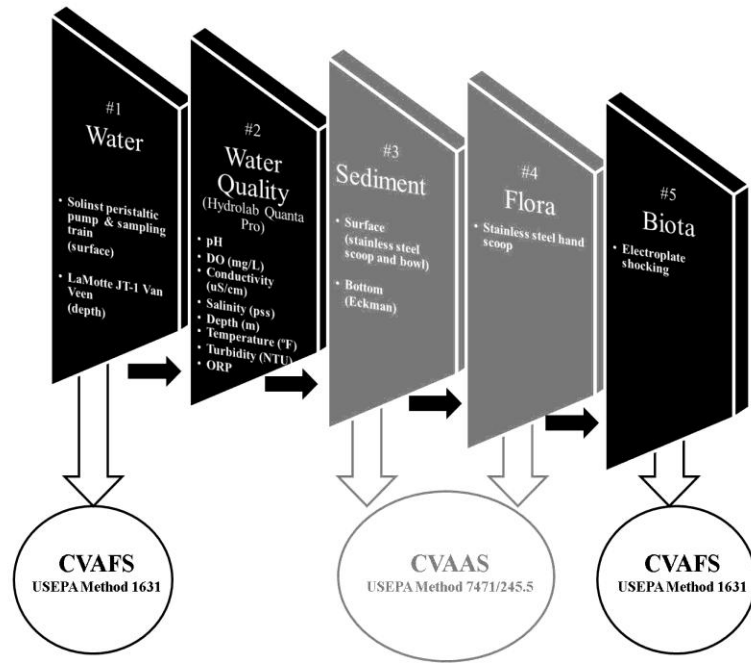 #1
Water
• Solinst peristaltic
pump & sampling
train
(surface)
• LaMotte JT-1 Van
Veen
(depth)
#2
Water
Quality
(Hydrolab Quanta
Pro)
• pH
• DO (mg/L)
• Conductivity
(uS/cm)
• Salinity (pss)
• Depth (m)
• Temperature (ºF)
• Turbidity (NTU)
• ORP
#3
Sediment
• Surface
(stainless steel
scoop and bowl)
• Bottom
(Eckman)
#4
Flora
• Stainless steel hand
scoop
#5
Biota
• Electroplate
shocking
CVAFS
USEPA Method 1631
CVAAS
USEPA Method 7471/245.5
CVAFS
USEPA Method 1631